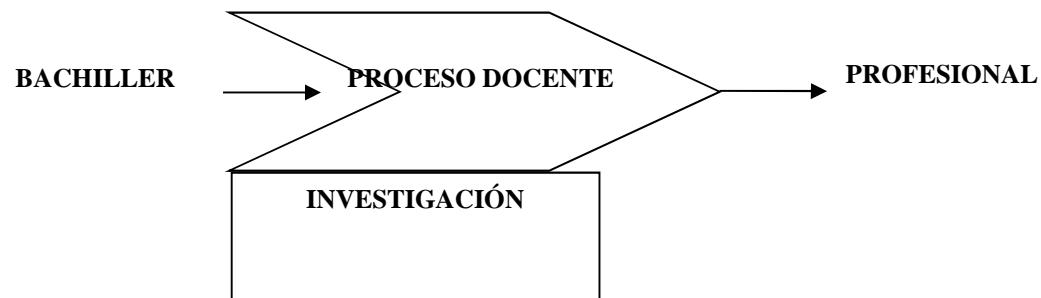 BACHILLER
PROCESO DOCENTE
PROFESIONAL
INVESTIGACIÓN